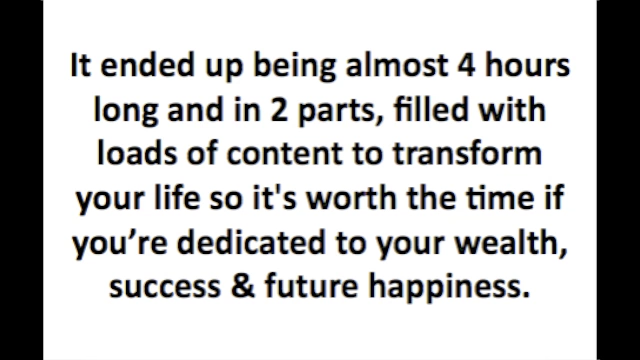 It ended up being almost 4 hours
long and in 2 parts, filled with
loads of content to transform
your life so it's worth the time if
you’re dedicated to your wealth,
success & future happiness.